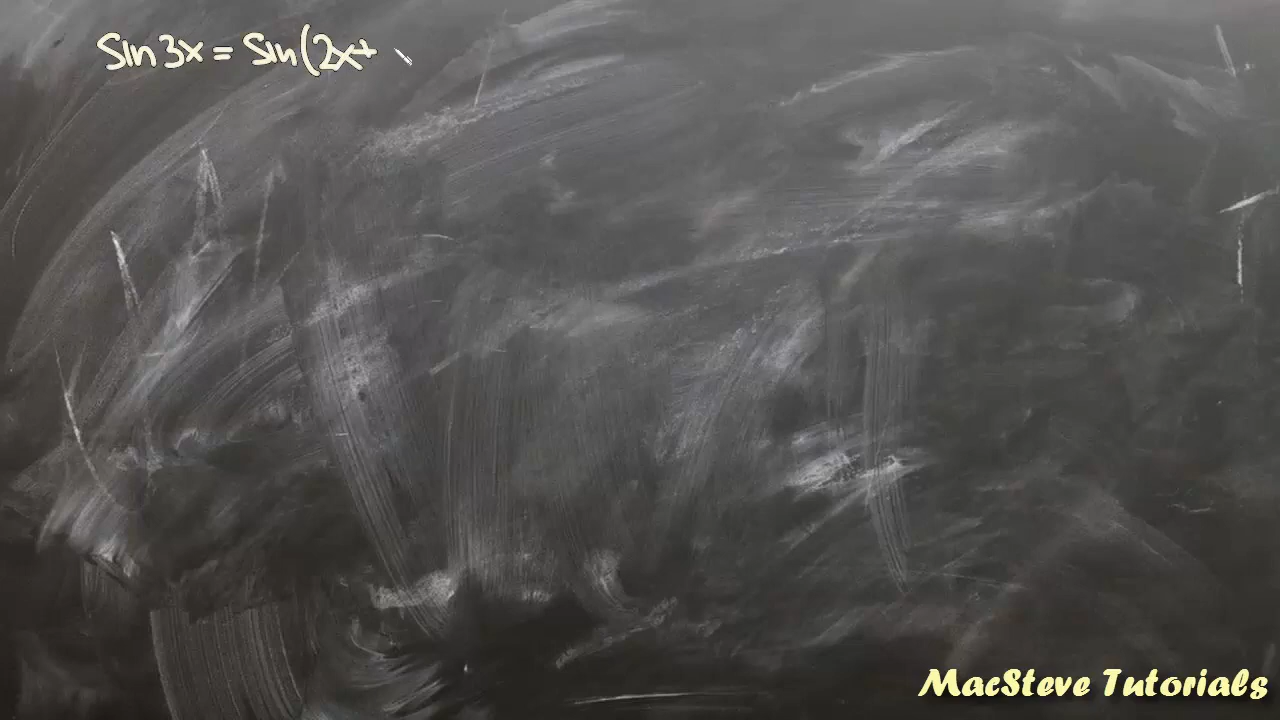 Sin 3x = Sin(2x+
MacSteve Tutorials